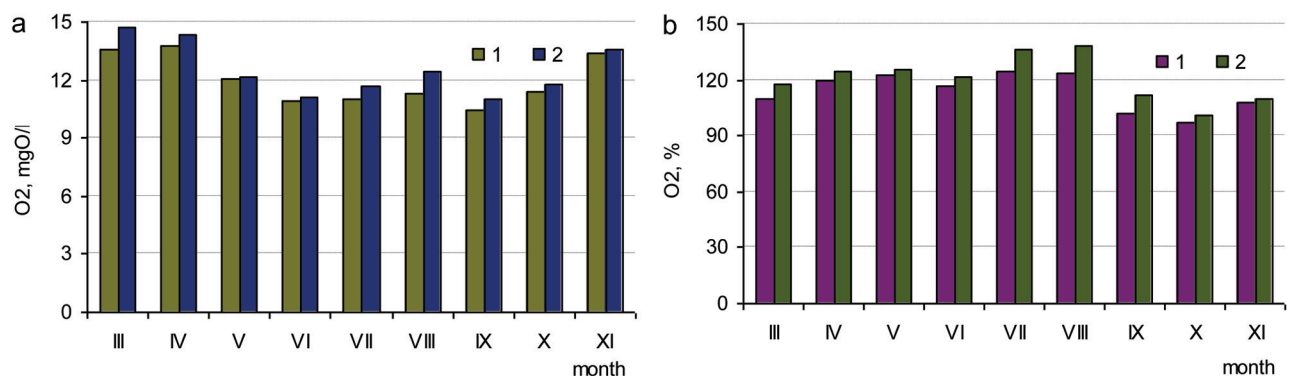 a
O2, mgO/l
15
12
9
6
3
0
1 2
III IV V VI VII VIII IX X XI
month
b
O2, %
150
120
90
60
30
0
1 2
III IV V VI VII VIII IX X XI
month